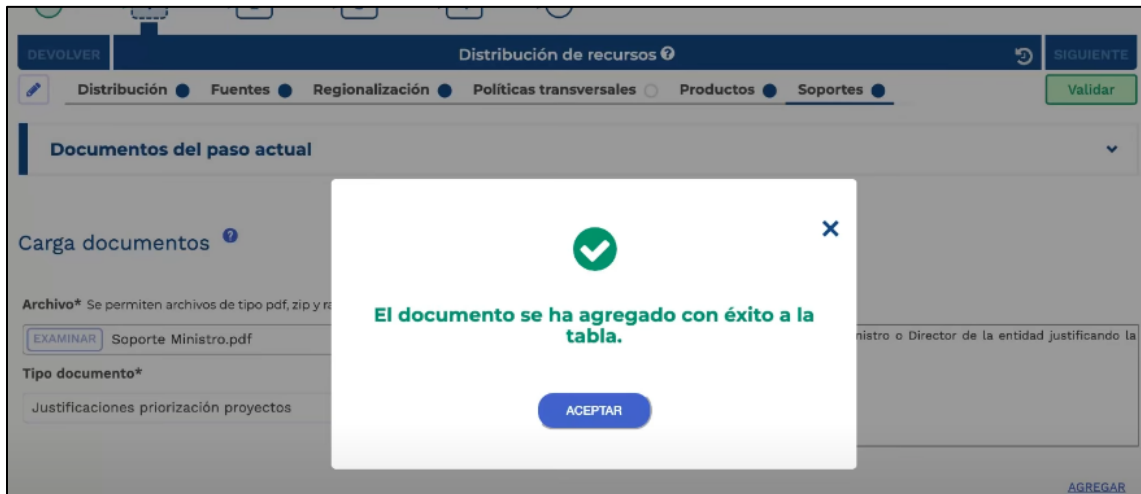 DEVOLVER Distribución de recursos SIGUIENTE
Distribución Fuentes Regionalización Políticas transversales Productos Soportes Validar
Documentos del paso actual
Carga documentos ?
Archivo* Se permiten archivos de tipo pdf, zip y
El documento se ha agregado con éxito a la
tabla.
EXAMINAR Soporte Ministro.pdf
o Director de la entidad justificando la
Tipo documento*
Justificaciones priorización proyectos
ACEPTAR
AGREGAR